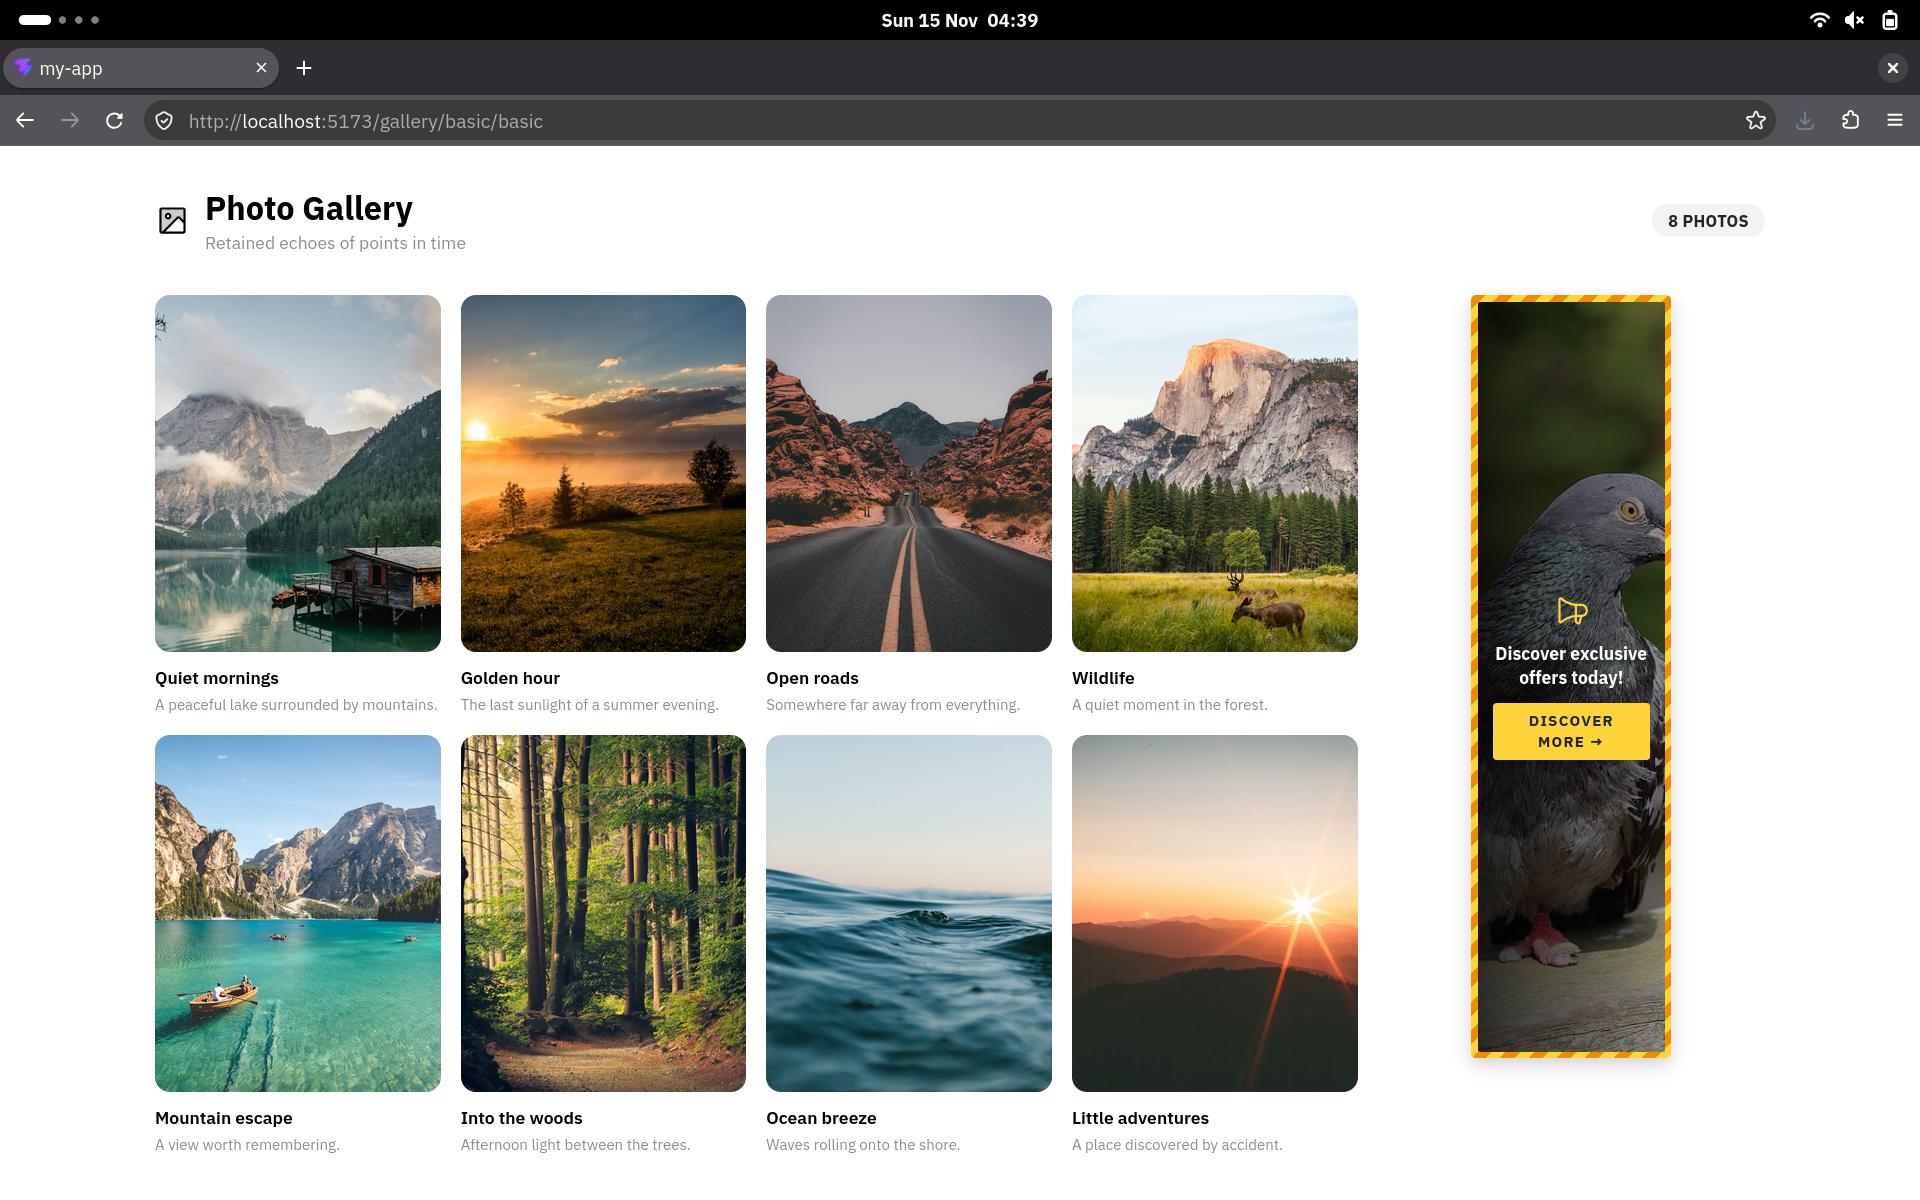 Sun 15 Nov 04:39
my-app
http://localhost:5173/gallery/basic/basic
Photo Gallery
Retained echoes of points in time
8 PHOTOS
Quiet mornings
A peaceful lake surrounded by mountains.
Golden hour
The last sunlight of a summer evening.
Open roads
Somewhere far away from everything.
Wildlife
A quiet moment in the forest.
Discover exclusive
offers today!
DISCOVER
MORE →
Mountain escape
A view worth remembering.
Into the woods
Afternoon light between the trees.
Ocean breeze
Waves rolling onto the shore.
Little adventures
A place discovered by accident.